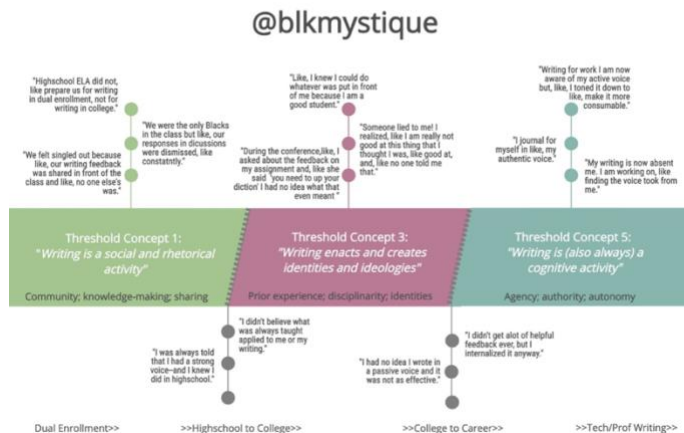 @blkmystique
"Highschool ELA did not,
like prepare us for writing
in dual enrollment, not for
writing in college."
"We were the only Blacks
in the class but like, our
responses in dicussions
were dismissed, like
constatntly."
"We felt singled out because
like, our writing feedback
was shared in front of the
class and like, no one else's
was."
"Like, I knew I could do
whatever was put in front
of me because I am a
good student."
"Someone lied to me! I
realized, like I am really not
good at this thing that I
thought I was, like good at,
and, like no one told me
that."
"During the conference,like, I
asked about the feedback on
my assignment and, like she
said "you need to up your
diction' I had no idea what that
even meant "
"Writing for work I am now
aware of my active voice
but, like, I toned it down to
like, make it more
consumable."
"I journal for
myself in like, my
authentic voice."
"My writing is now absent
me. I am working on, like
finding the voice took from
me."
Threshold Concept 1:
"Writing is a social and rhetorical
activity"
Community; knowledge-making; sharing
Threshold Concept 3:
"Writing enacts and creates
identities and ideologies"
Prior experience; disciplinarity; identities
Threshold Concept 5:
"Writing is (also always) a
cognitive activity"
Agency; authority; autonomy
"I didn't believe what
was always taught
applied to me or my
writing."
"I was always told
that I had a strong
voice–and I knew I
did in highschool."
"I didn't get alot of helpful
feedback ever, but I
internalized it anyway."
"I had no idea I wrote in
a passive voice and it
was not as effective."
Dual Enrollment>>
>>Highschool to College>>
>>College to Career>>
>>Tech/Prof Writing>>